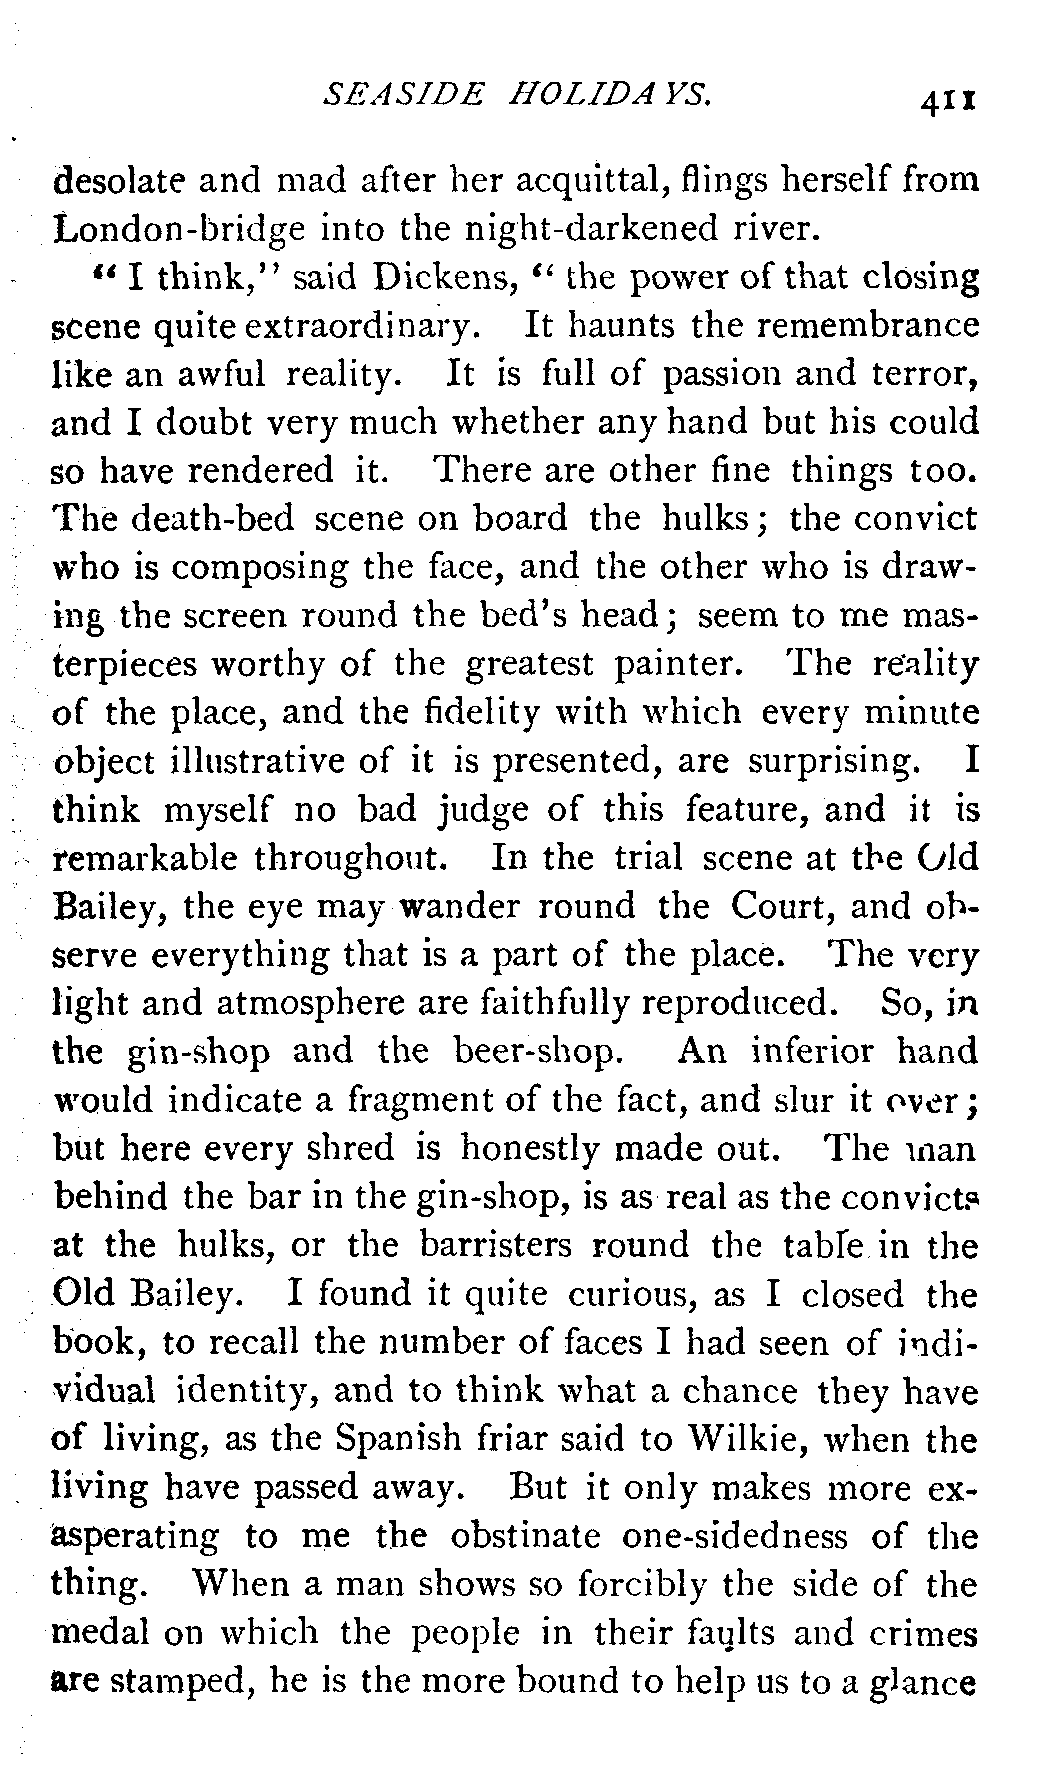 SEASIDE HOLIDAYS. 411
desolate and mad after her acquittal, flings herself from
London-bridge into the night-darkened river.
“ I think,’’ said Dickens, “ the power of that closing
scene quite extraordinary. It haunts the remembrance
like an awful reality. It is full of passion and terror,
and I doubt very much whether any hand but his could
so have rendered it. There are other fine things too.
The death-bed scene on board the hulks; the convict
who is composing the face, and the other who is draw-
ing the screen round the bed’s head; seem to me mas-
terpieces worthy of the greatest painter. The reality
of the place, and the fidelity with which every minute
object illustrative of it is presented, are surprising. I
think myself no bad judge of this feature, and it is
remarkable throughout. In the trial scene at the Old
Bailey, the eye may wander round the Court, and ob-
serve everything that is a part of the place. The very
light and atmosphere are faithfully reproduced. So, in
the gin-shop and the beer-shop. An inferior hand
would indicate a fragment of the fact, and slur it over;
but here every shred is honestly made out. The man
behind the bar in the gin-shop, is as real as the convicts
at the hulks, or the barristers round the table in the
Old Bailey. I found it quite curious, as I closed the
book, to recall the number of faces I had seen of indi-
vidual identity, and to think what a chance they have
of living, as the Spanish friar said to Wilkie, when the
living have passed away. But it only makes more ex-
asperating to me the obstinate one-sidedness of the
thing. When a man shows so forcibly the side of the
medal on which the people in their faults and crimes
are stamped, he is the more bound to help us to a glance